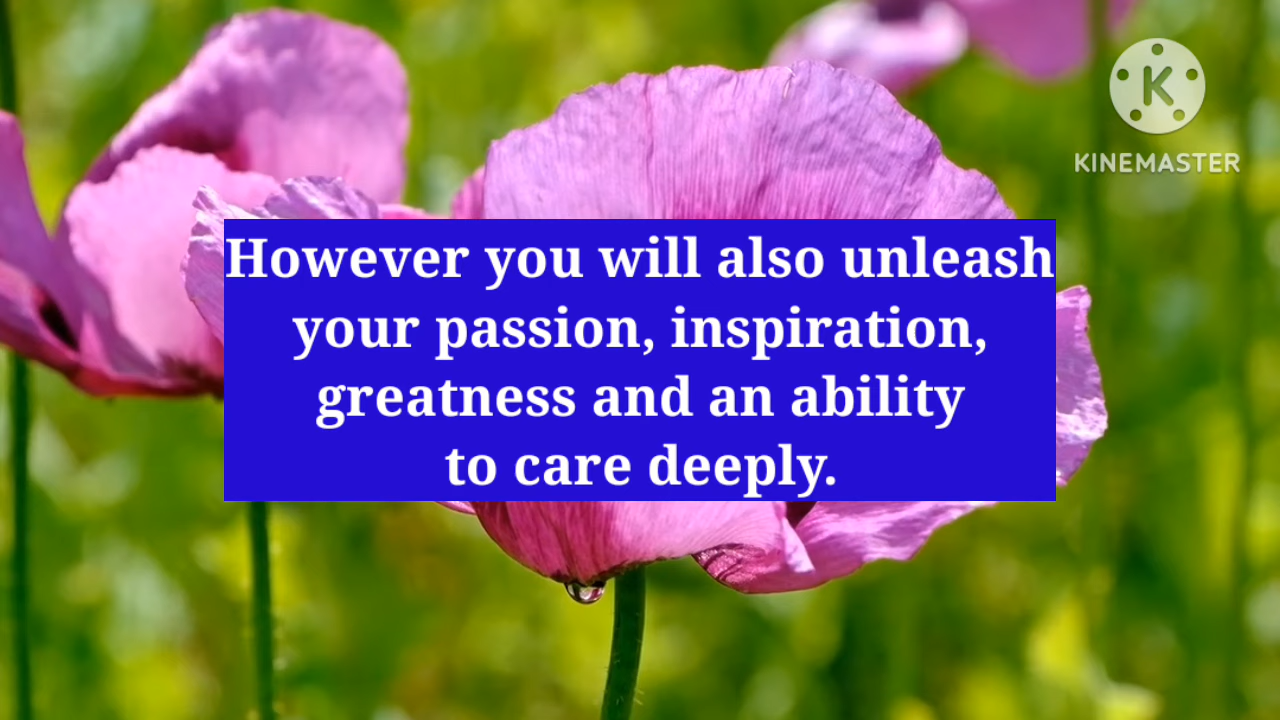 K
KINEMASTER
However you will also unleash
your passion, inspiration,
greatness and an ability
to care deeply.